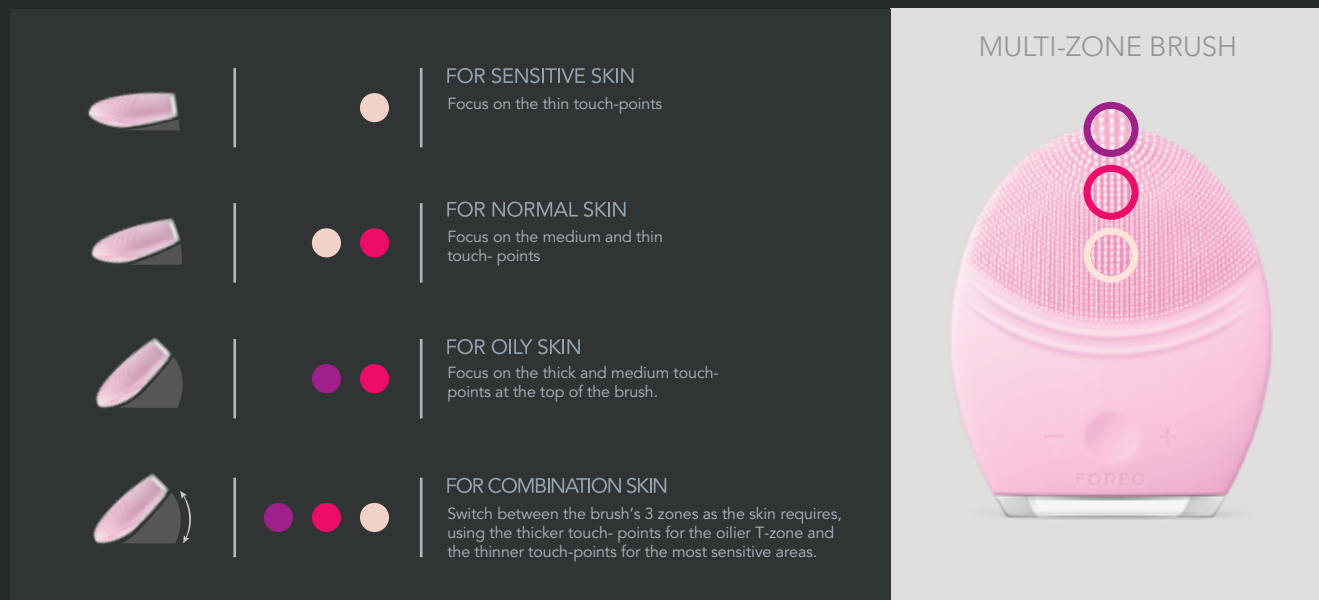 FOR SENSITIVE SKIN
Focus on the thin touch-points
FOR NORMAL SKIN
Focus on the medium and thin
touch- points
FOR OILY SKIN
Focus on the thick and medium touch-
points at the top of the brush.
FOR COMBINATION SKIN
Switch between the brush’s 3 zones as the skin requires,
using the thicker touch- points for the oilier T-zone and
the thinner touch-points for the most sensitive areas.
MULTI-ZONE BRUSH
− +
FOREO